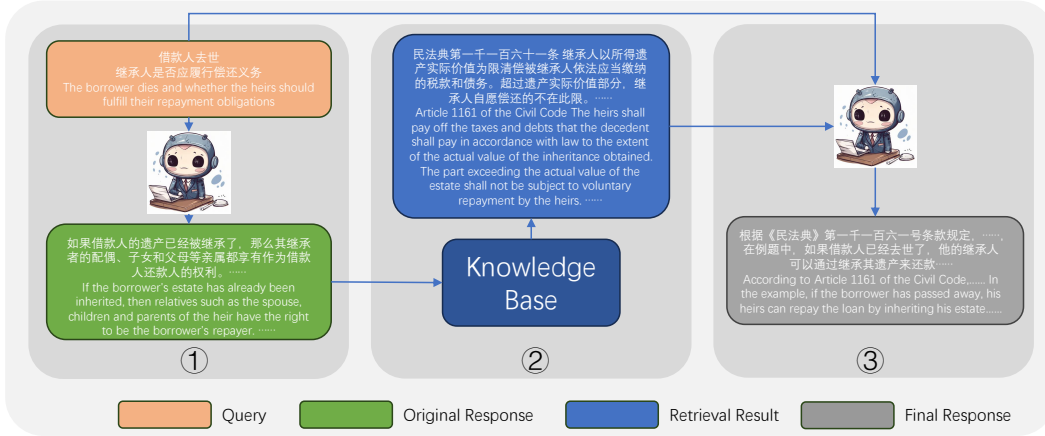 借款人去世
继承人是否应履行偿还义务
The borrower dies and whether the heirs should
fulfill their repayment obligations
如果借款人的遗产已经被继承了，那么其继承
者的配偶、子女和父母等亲属都享有作为借款
人还款人的权利。……
If the borrower's estate has already been
inherited, then relatives such as the spouse,
children and parents of the heir have the right
to be the borrower's repayer. ……
①
民法典第一千一百六十一条 继承人以所得遗
产实际价值为限清偿被继承人依法应当缴纳
的税款和债务。超过遗产实际价值部分，继
承人自愿偿还的不在此限。……
Article 1161 of the Civil Code The heirs shall
pay off the taxes and debts that the decedent
shall pay in accordance with law to the extent
of the actual value of the inheritance obtained.
The part exceeding the actual value of the
estate shall not be subject to voluntary
repayment by the heirs. ……
Knowledge
Base
②
根据《民法典》第一千一百六一号条款规定，……，
在例题中，如果借款人已经去世了，他的继承人
可以通过继承其遗产来还款……
According to Article 1161 of the Civil Code,...... In
the example, if the borrower has passed away, his
heirs can repay the loan by inheriting his estate......
③
Query
Original Response
Retrieval Result
Final Response